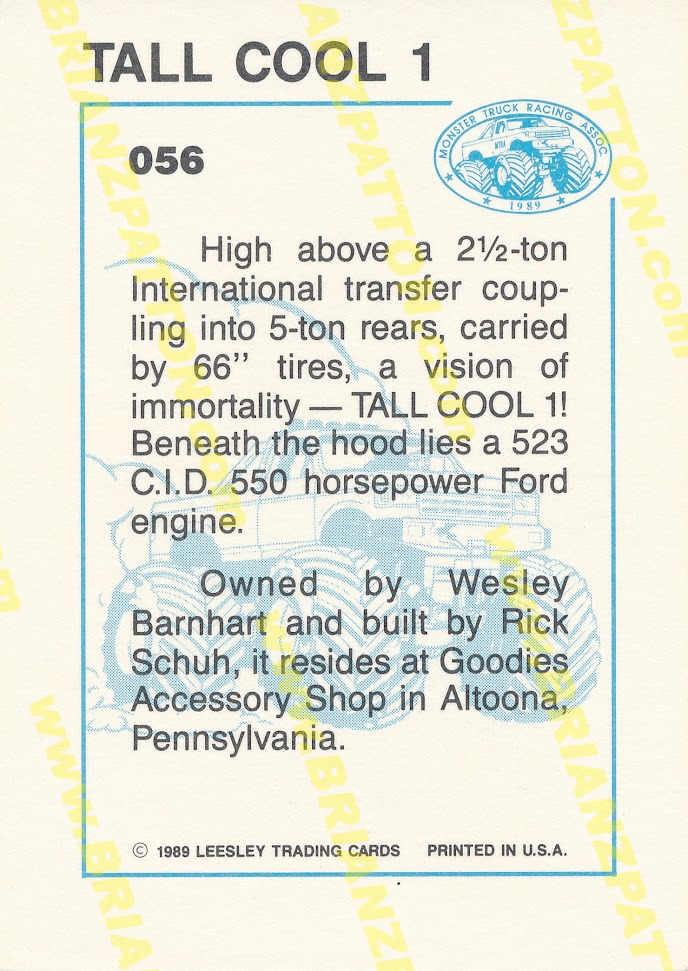 TALL COOL 1
MONSTER TRUCK RACING ASSOC.
MTRA
★ ★ 1989 ★ ★
056
High above a 2½-ton
International transfer coup-
ling into 5-ton rears, carried
by 66’’ tires, a vision of
immortality — TALL COOL 1!
Beneath the hood lies a 523
C.I.D. 550 horsepower Ford
engine.
Owned by Wesley
Barnhart and built by Rick
Schuh, it resides at Goodies
Accessory Shop in Altoona,
Pennsylvania.
© 1989 LEESLEY TRADING CARDS PRINTED IN U.S.A.
www.BRIANZPATTON.com